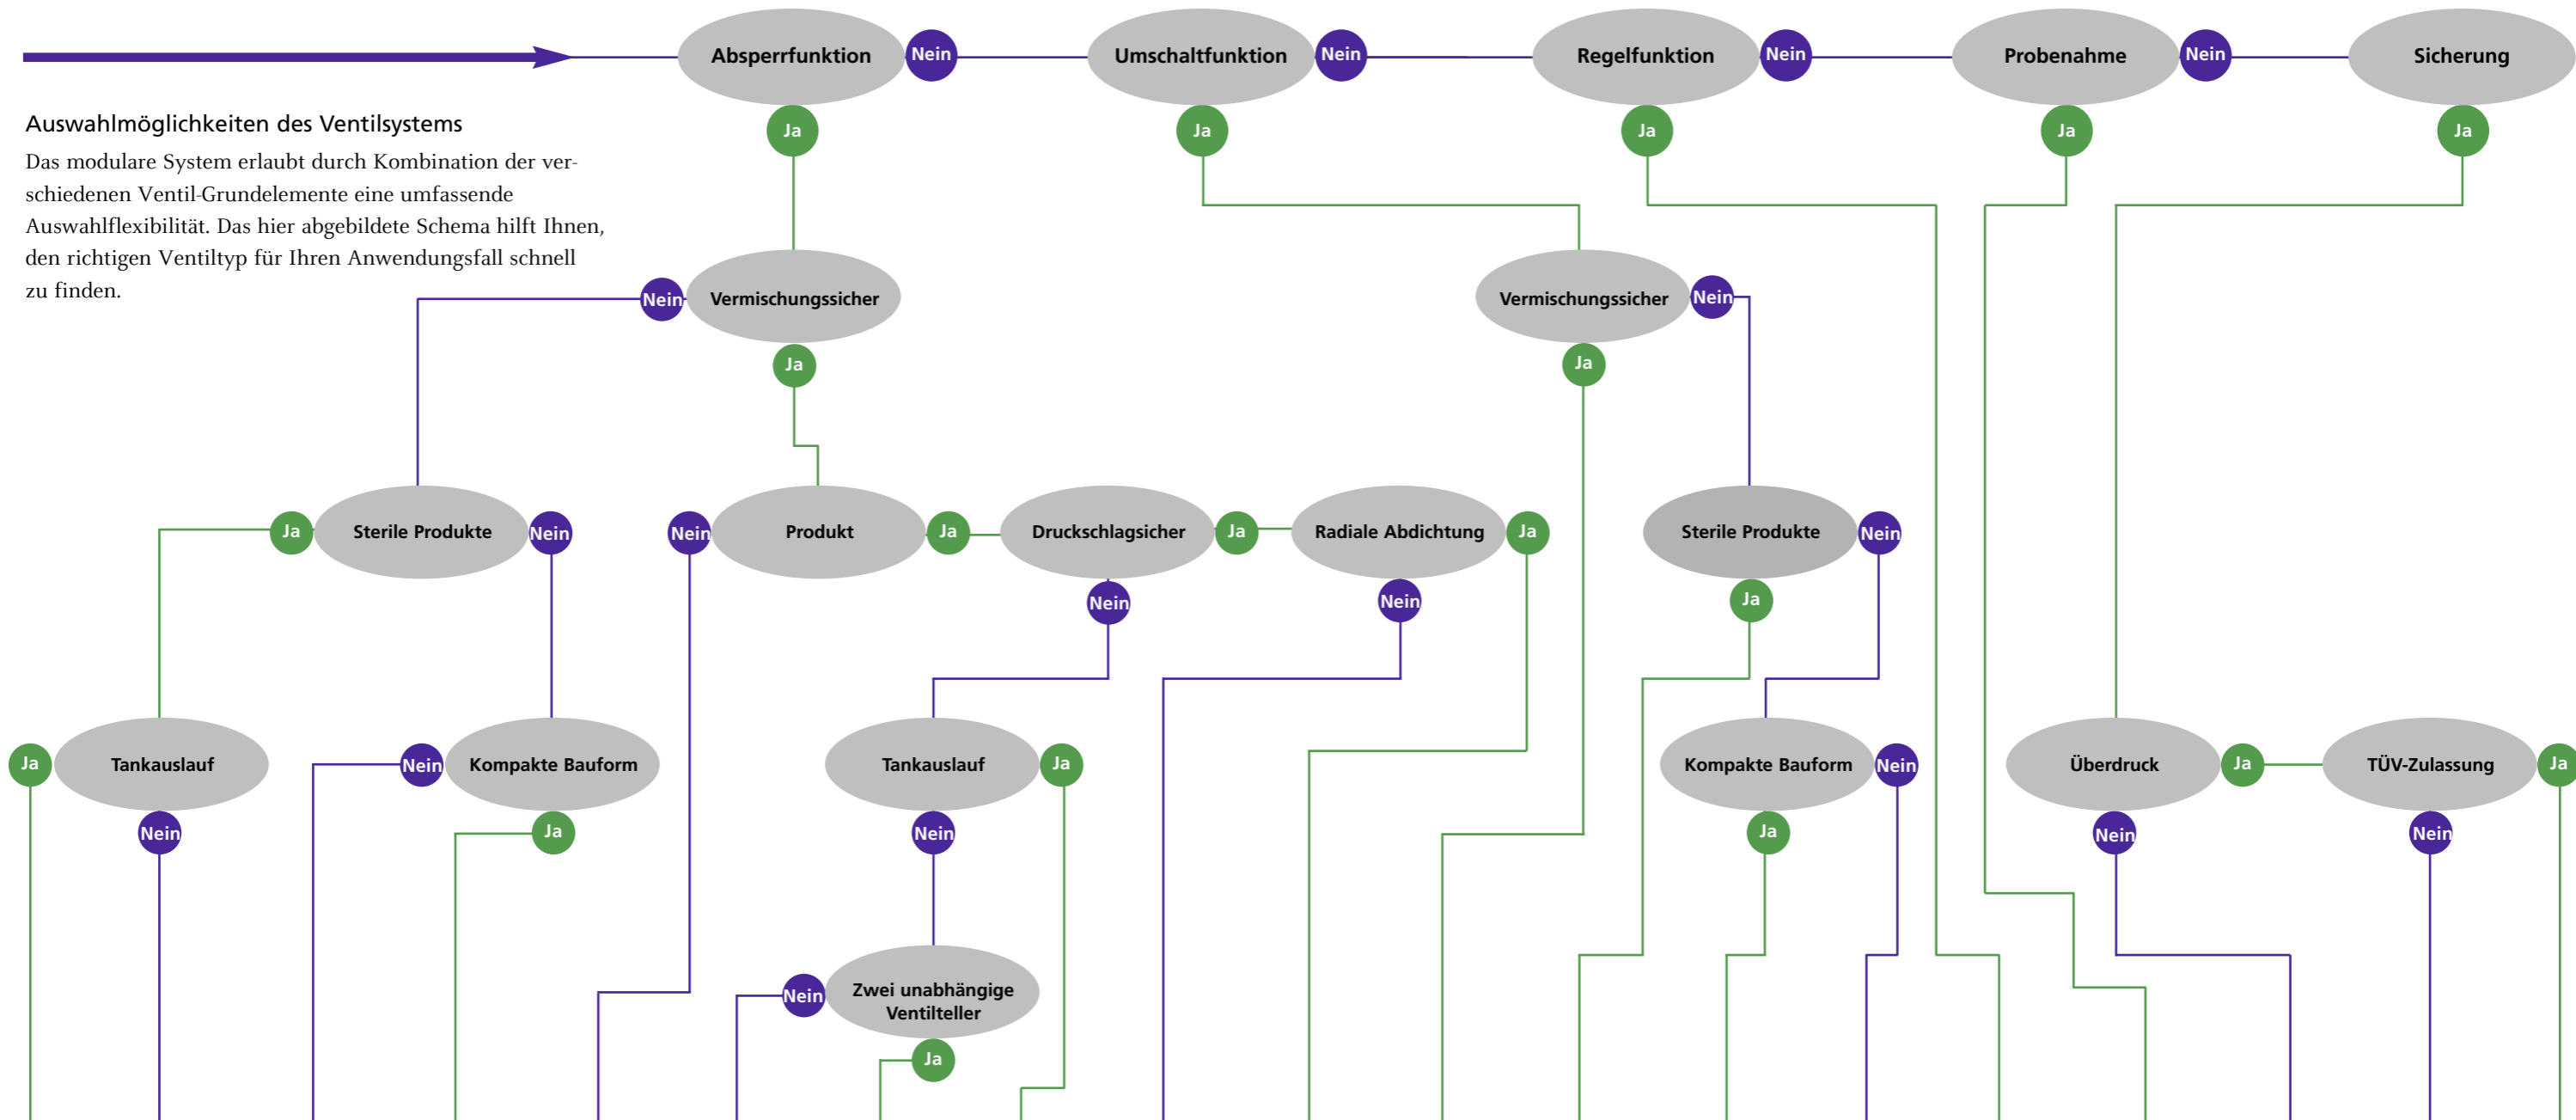 Absperrfunktion Nein Umschaltfunktion Nein Regelfunktion Nein Probenahme Nein Sicherung
Ja Ja Ja Ja Ja
Auswahlmöglichkeiten des Ventilsystems
Das modulare System erlaubt durch Kombination der ver-
schiedenen Ventil-Grundelemente eine umfassende
Auswahlflexibilität. Das hier abgebildete Schema hilft Ihnen,
den richtigen Ventiltyp für Ihren Anwendungsfall schnell
zu finden.
Nein Vermischungssicher Vermischungssicher Nein
Ja Ja
Ja Sterile Produkte Nein Nein Produkt Ja Druckschlagsicher Ja Radiale Abdichtung Ja Sterile Produkte Nein
Nein Nein Ja
Ja Tankauslauf Nein Kompakte Bauform Tankauslauf Ja Kompakte Bauform Nein Überdruck Ja TÜV-Zulassung Ja
Nein Ja Nein Ja Nein Nein
Nein Zwei unabhängige
Ventilteller
Ja